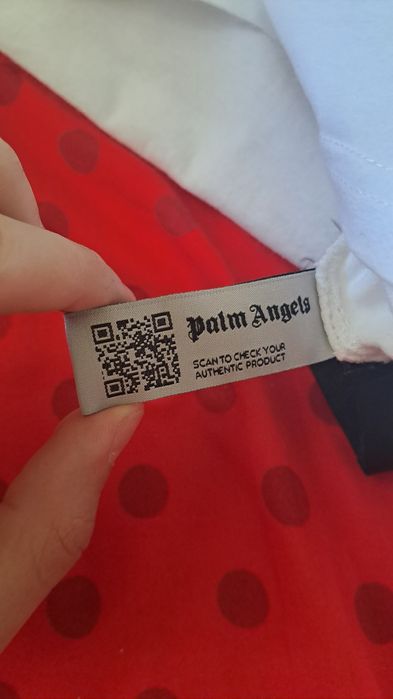 Palm Angels
SCAN TO CHECK YOUR
AUTHENTIC PRODUCT